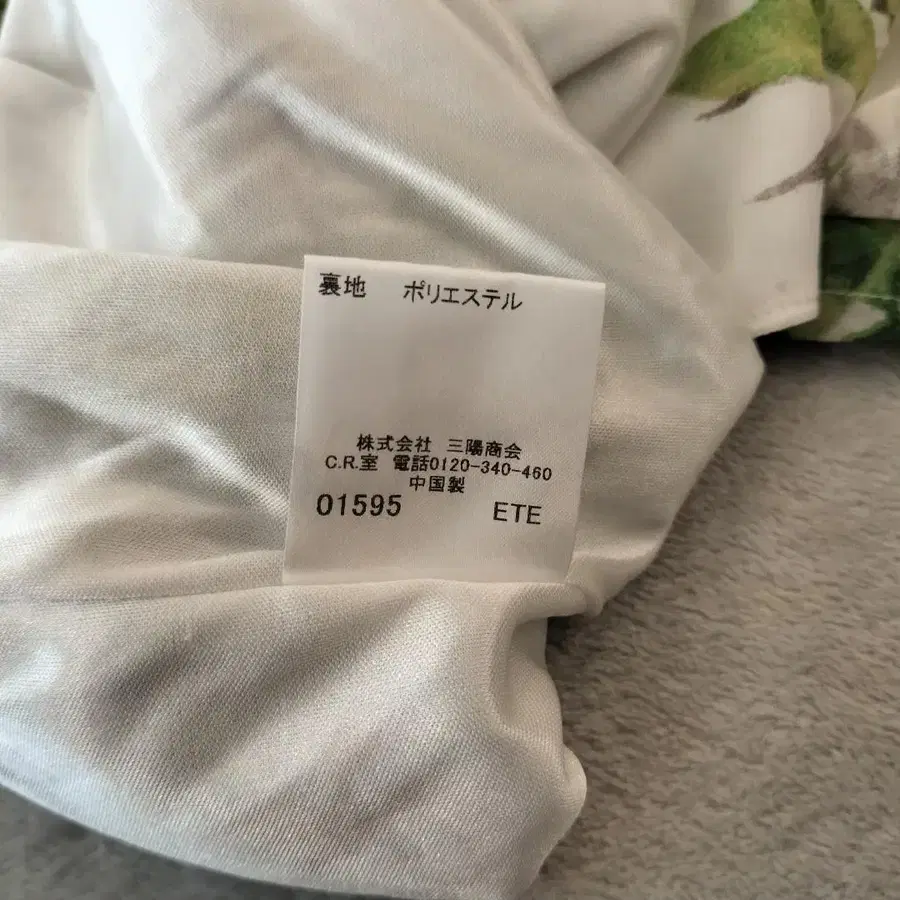 裏地 ポリエステル
株式会社 三陽商会
C.R.室 電話0120-340-460
中国製
01595 ETE